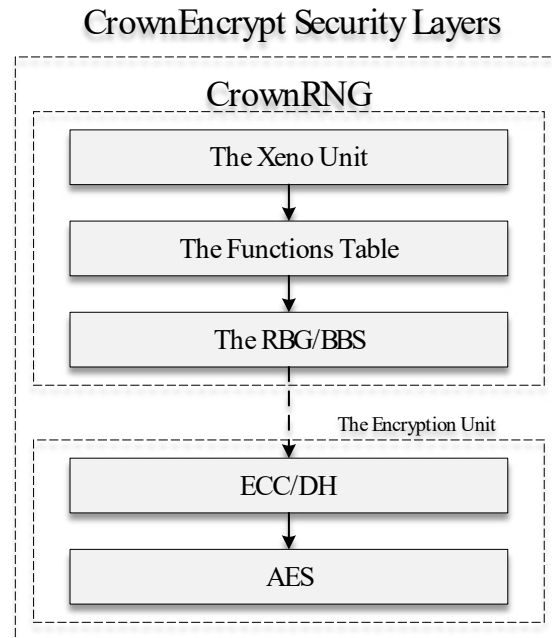 CrownEncrypt Security Layers
CrownRNG
The Xeno Unit
The Functions Table
The RBG/BBS
The Encryption Unit
ECC/DH
AES